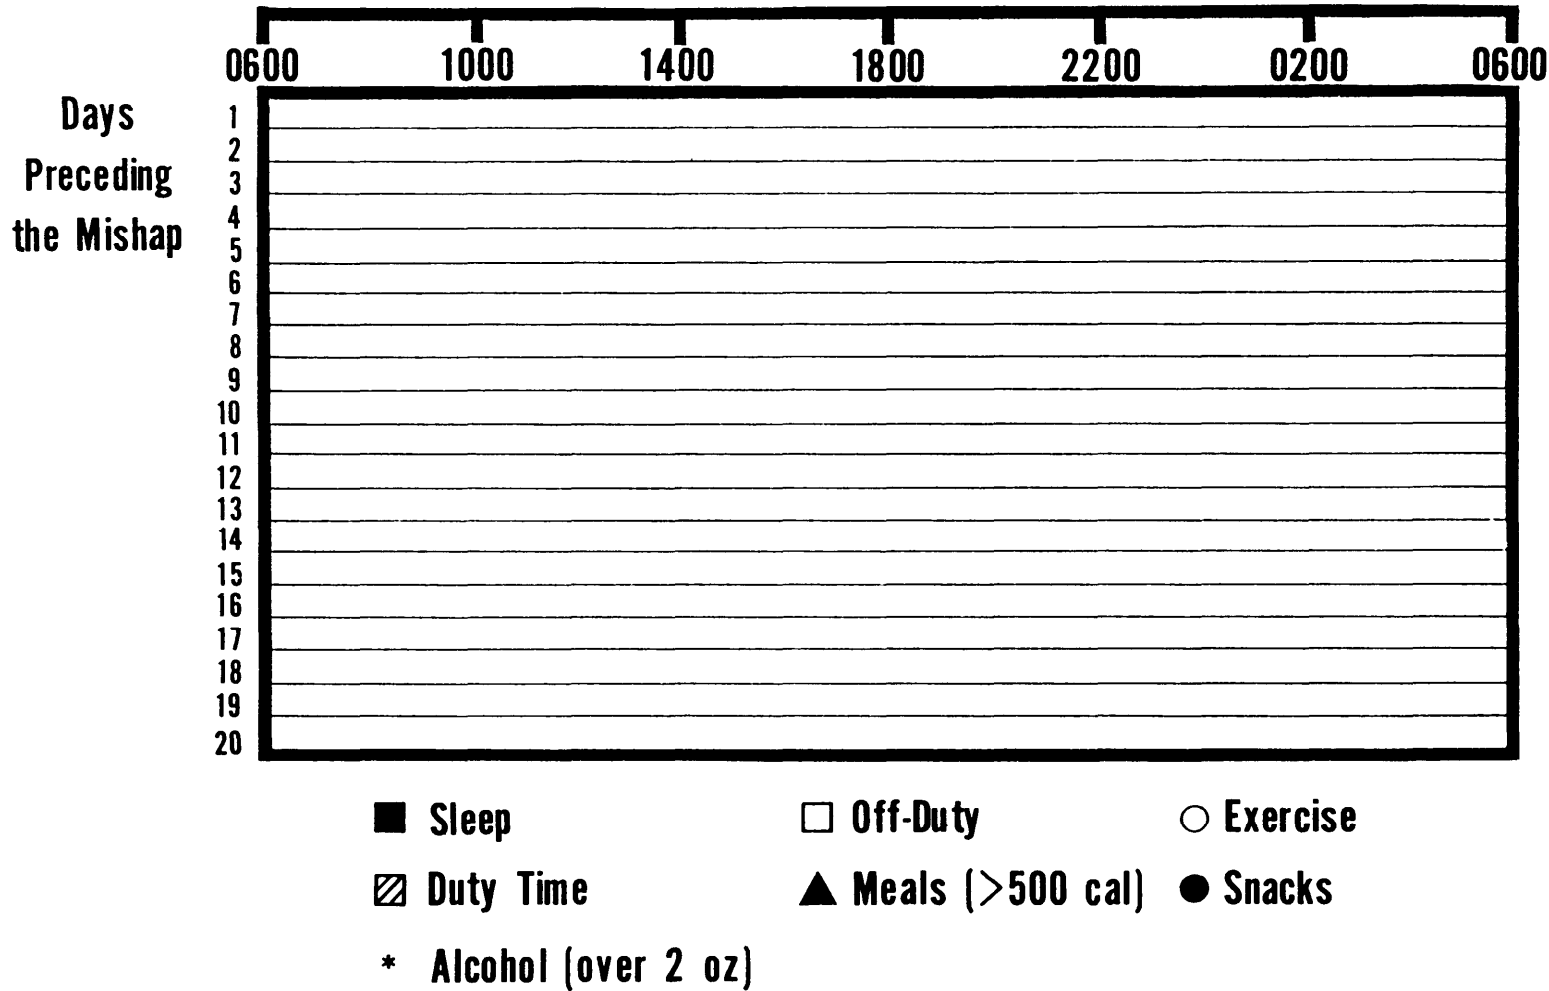 0600 1000 1400 1800 2200 0200 0600
Days
Preceding
the Mishap
1
2
3
4
5
6
7
8
9
10
11
12
13
14
15
16
17
18
19
20
Sleep
Off-Duty
Exercise
Duty Time
Meals (>500 cal)
Snacks
* Alcohol (over 2 oz)